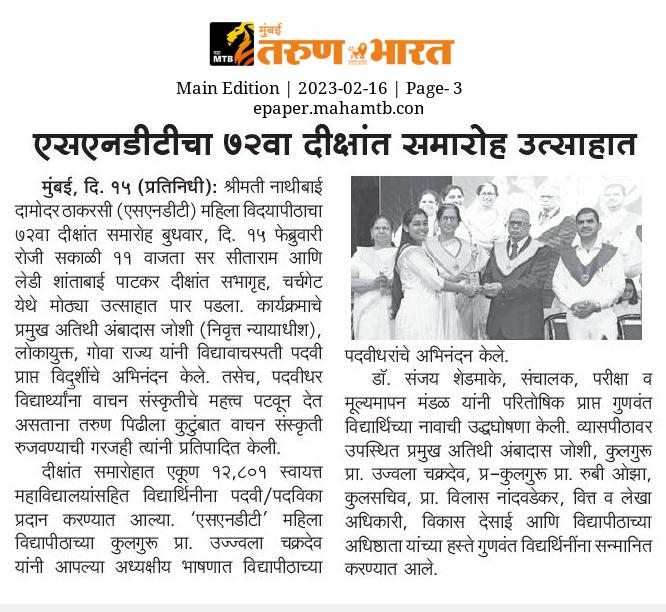 महा
MTB
मुंबई
तरुण भारत
Main Edition | 2023-02-16 | Page- 3
epaper.mahamtb.con
एसएनडीटीचा ७२वा दीक्षांत समारोह उत्साहात
मुंबई, दि. १५ (प्रतिनिधी): श्रीमती नाथीबाई
दामोदर ठाकरसी (एसएनडीटी) महिला विदयापीठाचा
७२वा दीक्षांत समारोह बुधवार, दि. १५ फेब्रुवारी
रोजी सकाळी ११ वाजता सर सीताराम आणि
लेडी शांताबाई पाटकर दीक्षांत सभागृह, चर्चगेट
येथे मोठ्या उत्साहात पार पडला. कार्यक्रमाचे
प्रमुख अतिथी अंबादास जोशी (निवृत्त न्यायाधीश),
लोकायुक्त, गोवा राज्य यांनी विद्यावाचस्पती पदवी
प्राप्त विदुशींचे अभिनंदन केले. तसेच, पदवीधर
विद्यार्थ्यांना वाचन संस्कृतीचे महत्त्व पटवून देत
असताना तरुण पिढीला कुटुंबात वाचन संस्कृती
रुजवण्याची गरजही त्यांनी प्रतिपादित केली.
दीक्षांत समारोहात एकूण १२,८०१ स्वायत्त
महाविद्यालयांसहित विद्यार्थिनीना पदवी/पदविका
प्रदान करण्यात आल्या. ‘एसएनडीटी’ महिला
विद्यापीठाच्या कुलगुरू प्रा. उज्ज्वला चक्रदेव
यांनी आपल्या अध्यक्षीय भाषणात विद्यापीठाच्या
पदवीधरांचे अभिनंदन केले.
डॉ. संजय शेडमाके, संचालक, परीक्षा व
मूल्यमापन मंडळ यांनी परितोषिक प्राप्त गुणवंत
विद्यार्थिच्या नावाची उद्धघोषणा केली. व्यासपीठावर
उपस्थित प्रमुख अतिथी अंबादास जोशी, कुलगुरू
प्रा. उज्वला चक्रदेव, प्र-कुलगुरू प्रा. रुबी ओझा,
कुलसचिव, प्रा. विलास नांदवडेकर, वित्त व लेखा
अधिकारी, विकास देसाई आणि विद्यापीठाच्या
अधिष्ठाता यांच्या हस्ते गुणवंत विद्यर्थिनींना सन्मानित
करण्यात आले.